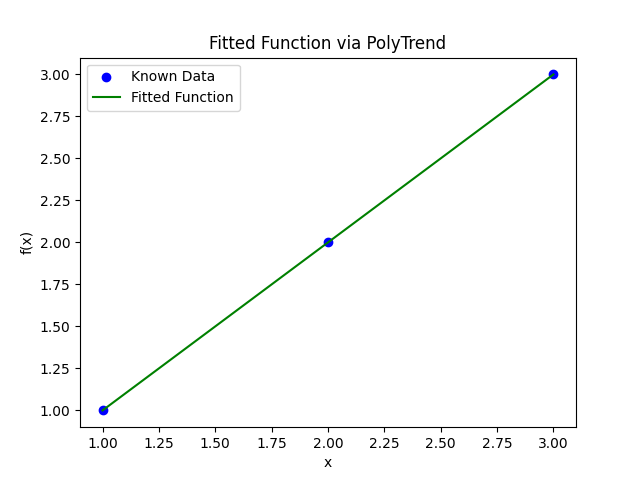 Fitted Function via PolyTrend
Known Data
Fitted Function
3.00
2.75
2.50
2.25
2.00
1.75
1.50
1.25
1.00
f(x)
1.00 1.25 1.50 1.75 2.00 2.25 2.50 2.75 3.00
x